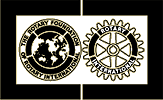 THE ROTARY FOUNDATION
OF ROTARY INTERNATIONAL
ROTARY
INTERNATIONAL